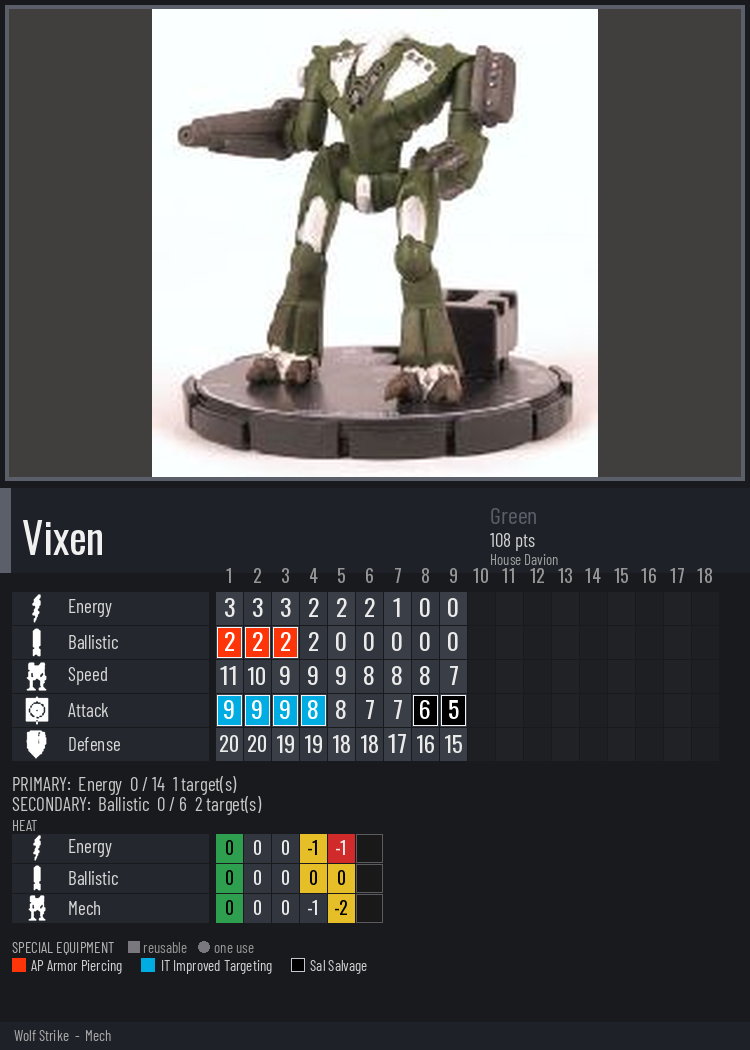 Vixen
Green
108 pts
House Davion
1 2 3 4 5 6 7 8 9 10 11 12 13 14 15 16 17 18
Energy 3 3 3 2 2 2 1 0 0
Ballistic 2 2 2 2 0 0 0 0 0
Speed 11 10 9 9 9 8 8 8 7
Attack 9 9 9 8 8 7 7 6 5
Defense 20 20 19 19 18 18 17 16 15
PRIMARY: Energy 0 / 14 1 target(s)
SECONDARY: Ballistic 0 / 6 2 target(s)
HEAT
Energy 0 0 0 -1 -1
Ballistic 0 0 0 0 0
Mech 0 0 0 -1 -2
SPECIAL EQUIPMENT reusable one use
AP Armor Piercing IT Improved Targeting Sal Salvage
Wolf Strike - Mech